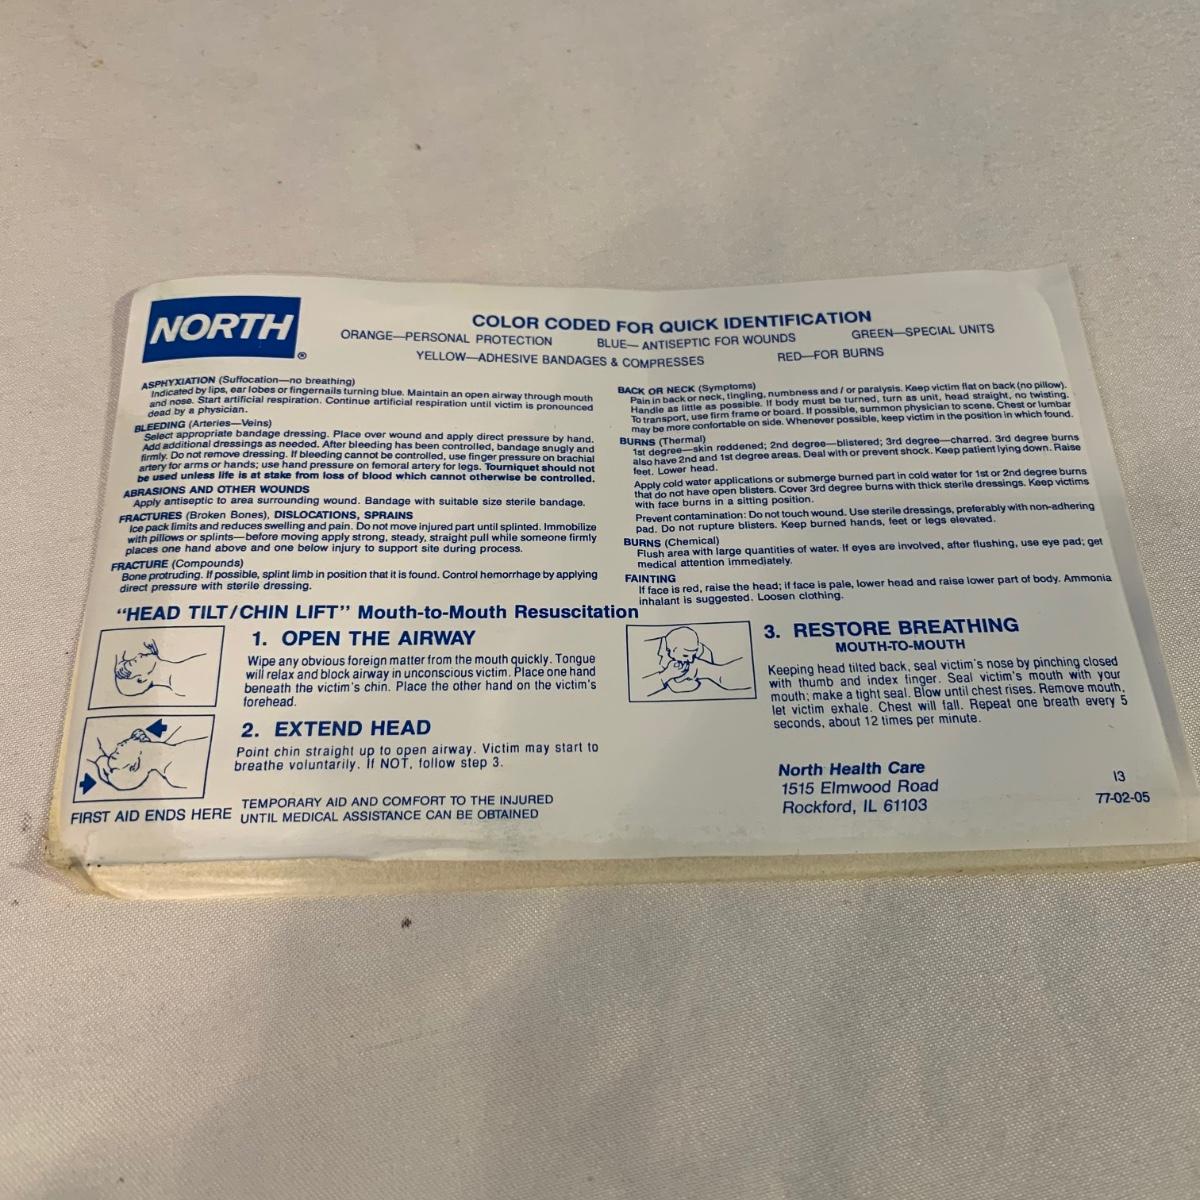 NORTH
®
COLOR CODED FOR QUICK IDENTIFICATION
ORANGE—PERSONAL PROTECTION BLUE— ANTISEPTIC FOR WOUNDS GREEN—SPECIAL UNITS
YELLOW—ADHESIVE BANDAGES & COMPRESSES RED—FOR BURNS
ASPHYXIATION (Suffocation—no breathing)
Indicated by lips, ear lobes or fingernails turning blue. Maintain an open airway through mouth
and nose. Start artificial respiration. Continue artificial respiration until victim is pronounced
dead by a physician.
BLEEDING (Arteries—Veins)
Select appropriate bandage dressing. Place over wound and apply direct pressure by hand.
Add additional dressings as needed. After bleeding has been controlled, bandage snugly and
firmly. Do not remove dressing. If bleeding cannot be controlled, use finger pressure on brachial
artery for arms or hands; use hand pressure on femoral artery for legs. Tourniquet should not
be used unless life is at stake from loss of blood which cannot otherwise be controlled.
ABRASIONS AND OTHER WOUNDS
Apply antiseptic to area surrounding wound. Bandage with suitable size sterile bandage.
FRACTURES (Broken Bones), DISLOCATIONS, SPRAINS
Ice pack limits and reduces swelling and pain. Do not move injured part until splinted. Immobilize
with pillows or splints—before moving apply strong, steady, straight pull while someone firmly
places one hand above and one below injury to support site during process.
FRACTURE (Compounds)
Bone protruding. If possible, splint limb in position that it is found. Control hemorrhage by applying
direct pressure with sterile dressing.
BACK OR NECK (Symptoms)
Pain in back or neck, tingling, numbness and / or paralysis. Keep victim flat on back (no pillow).
Handle as little as possible. If body must be turned, turn as unit, head straight, no twisting.
To transport, use firm frame or board. If possible, summon physician to scene. Chest or lumbar
may be more comfortable on side. Whenever possible, keep victim in the position in which found.
BURNS (Thermal)
1st degree—skin reddened; 2nd degree—blistered; 3rd degree—charred. 3rd degree burns
also have 2nd and 1st degree areas. Deal with or prevent shock. Keep patient lying down. Raise
feet. Lower head.
Apply cold water applications or submerge burned part in cold water for 1st or 2nd degree burns
that do not have open blisters. Cover 3rd degree burns with thick sterile dressings. Keep victims
with face burns in a sitting position.
Prevent contamination: Do not touch wound. Use sterile dressings, preferably with non-adhering
pad. Do not rupture blisters. Keep burned hands, feet or legs elevated.
BURNS (Chemical)
Flush area with large quantities of water. If eyes are involved, after flushing, use eye pad; get
medical attention immediately.
FAINTING
If face is red, raise the head; if face is pale, lower head and raise lower part of body. Ammonia
inhalant is suggested. Loosen clothing.
"HEAD TILT/CHIN LIFT" Mouth-to-Mouth Resuscitation
1. OPEN THE AIRWAY
Wipe any obvious foreign matter from the mouth quickly. Tongue
will relax and block airway in unconscious victim. Place one hand
beneath the victim's chin. Place the other hand on the victim's
forehead.
2. EXTEND HEAD
Point chin straight up to open airway. Victim may start to
breathe voluntarily. If NOT, follow step 3.
3. RESTORE BREATHING
MOUTH-TO-MOUTH
Keeping head tilted back, seal victim's nose by pinching closed
with thumb and index finger. Seal victim's mouth with your
mouth; make a tight seal. Blow until chest rises. Remove mouth,
let victim exhale. Chest will fall. Repeat one breath every 5
seconds, about 12 times per minute.
FIRST AID ENDS HERE
TEMPORARY AID AND COMFORT TO THE INJURED
UNTIL MEDICAL ASSISTANCE CAN BE OBTAINED
North Health Care
1515 Elmwood Road
Rockford, IL 61103
I3
77-02-05